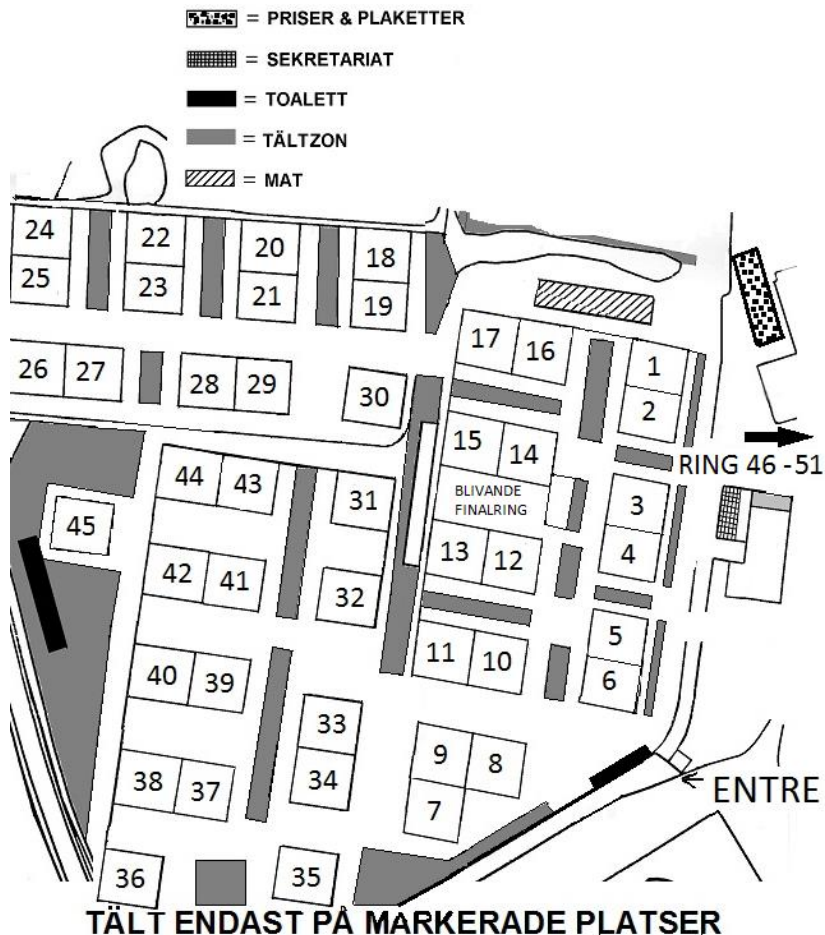 = PRISER & PLAKETTER
= SEKRETARIAT
= TOALETT
= TÄLTZON
= MAT
24 22 20 18
25 23 21 19
17 16 1
26 27 28 29 30 2
15 14
RING 46 -51
44 43 31 BLIVANDE 3
FINALRING
45 13 12 4
42 41 32
11 10 5
40 39 6
33 9 8
38 37 34 7
ENTRE
36 35
TÄLT ENDAST PÅ MARKERADE PLATSER